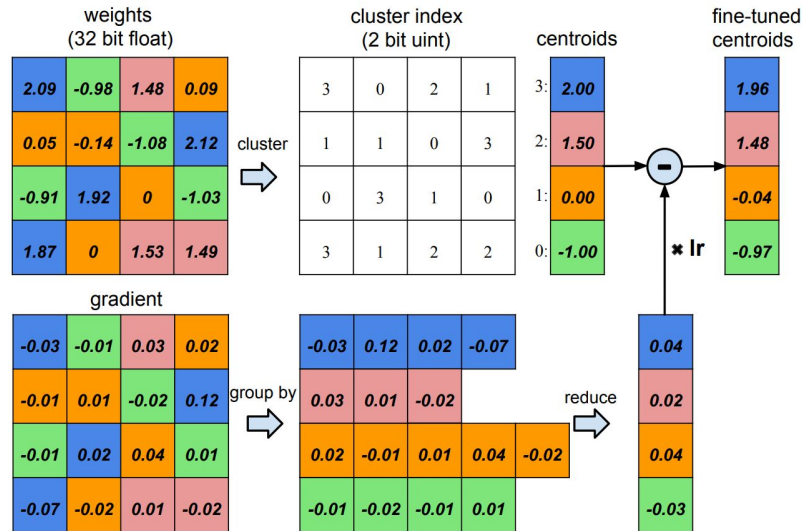 weights
(32 bit float)
cluster index
(2 bit uint)
centroids
fine-tuned
centroids
2.09 -0.98 1.48 0.09
0.05 -0.14 -1.08 2.12
-0.91 1.92 0 -1.03
1.87 0 1.53 1.49
cluster
3 0 2 1
1 1 0 3
0 3 1 0
3 1 2 2
3: 2.00
2: 1.50
1: 0.00
0: -1.00
-
1.96
1.48
-0.04
-0.97
× lr
gradient
-0.03 -0.01 0.03 0.02
-0.01 0.01 -0.02 0.12
-0.01 0.02 0.04 0.01
-0.07 -0.02 0.01 -0.02
group by
-0.03 0.12 0.02 -0.07
0.03 0.01 -0.02
0.02 -0.01 0.01 0.04 -0.02
-0.01 -0.02 -0.01 0.01
reduce
0.04
0.02
0.04
-0.03